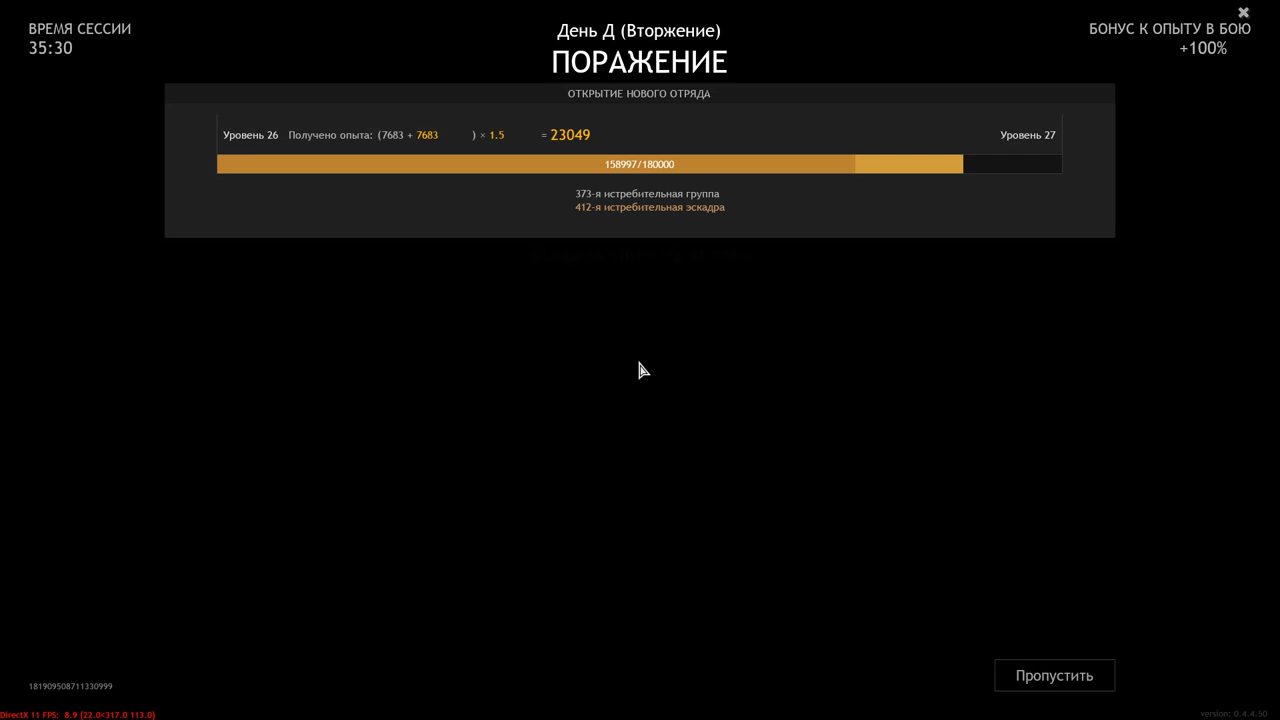 ВРЕМЯ СЕССИИ
35:30
День Д (Вторжение)
ПОРАЖЕНИЕ
БОНУС К ОПЫТУ В БОЮ
+100%
ОТКРЫТИЕ НОВОГО ОТРЯДА
Уровень 26 Получено опыта: (7683 + 7683 ) × 1.5 = 23049 Уровень 27
158997/180000
373-я истребительная группа
412-я истребительная эскадра
Пропустить
181909508711330999
DirectX 11 FPS: 8.9 (22.0<317.0 113.0)
version: 0.4.4.50